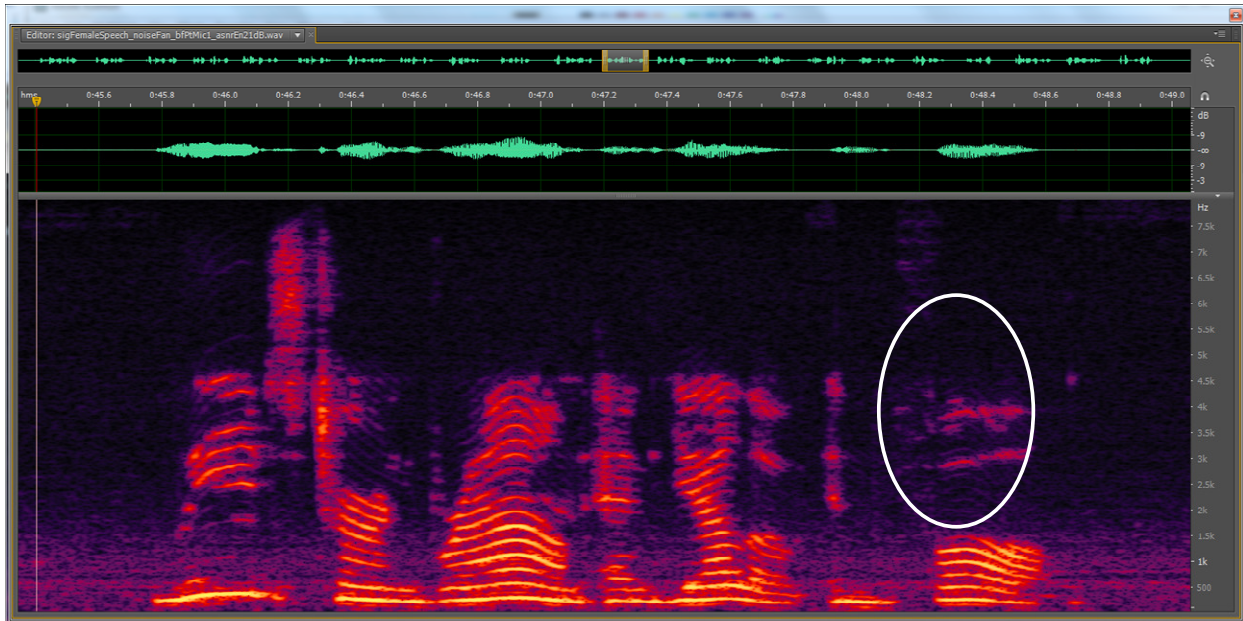 Editor: sigFemaleSpeech_noiseFan_bfPtMic1_asnrEn21dB.wav
hms 0:45.6 0:45.8 0:46.0 0:46.2 0:46.4 0:46.6 0:46.8 0:47.0 0:47.2 0:47.4 0:47.6 0:47.8 0:48.0 0:48.2 0:48.4 0:48.6 0:48.8 0:49.0
dB
-9
-∞
-9
-3
Hz
7.5k
7k
6.5k
6k
5.5k
5k
4.5k
4k
3.5k
3k
2.5k
2k
1.5k
1k
500